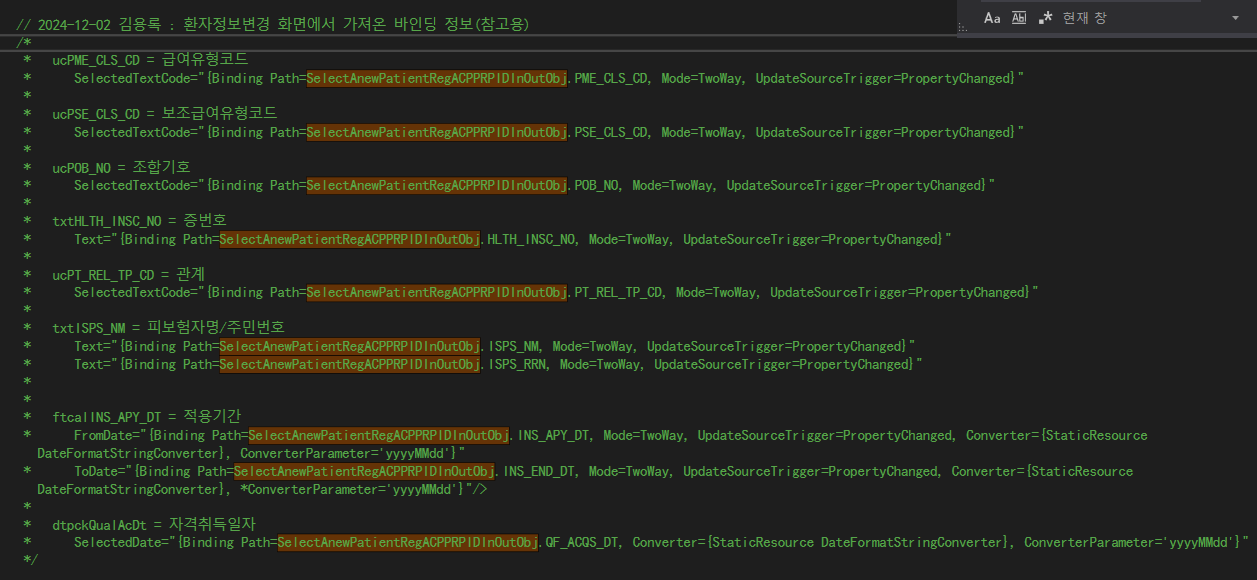 // 2024-12-02 김용록 : 환자정보변경 화면에서 가져온 바인딩 정보(참고용)
Aa Ab .* 현재 창
/*
* ucPME_CLS_CD = 급여유형코드
* SelectedTextCode="{Binding Path=SelectAnewPatientRegACPPRPIDInOutObj.PME_CLS_CD, Mode=TwoWay, UpdateSourceTrigger=PropertyChanged}"
*
* ucPSE_CLS_CD = 보조급여유형코드
* SelectedTextCode="{Binding Path=SelectAnewPatientRegACPPRPIDInOutObj.PSE_CLS_CD, Mode=TwoWay, UpdateSourceTrigger=PropertyChanged}"
*
* ucPOB_NO = 조합기호
* SelectedTextCode="{Binding Path=SelectAnewPatientRegACPPRPIDInOutObj.POB_NO, Mode=TwoWay, UpdateSourceTrigger=PropertyChanged}"
*
* txtHLTH_INSC_NO = 증번호
* Text="{Binding Path=SelectAnewPatientRegACPPRPIDInOutObj.HLTH_INSC_NO, Mode=TwoWay, UpdateSourceTrigger=PropertyChanged}"
*
* ucPT_REL_TP_CD = 관계
* SelectedTextCode="{Binding Path=SelectAnewPatientRegACPPRPIDInOutObj.PT_REL_TP_CD, Mode=TwoWay, UpdateSourceTrigger=PropertyChanged}"
*
* txtISPS_NM = 피보험자명/주민번호
* Text="{Binding Path=SelectAnewPatientRegACPPRPIDInOutObj.ISPS_NM, Mode=TwoWay, UpdateSourceTrigger=PropertyChanged}"
* Text="{Binding Path=SelectAnewPatientRegACPPRPIDInOutObj.ISPS_RRN, Mode=TwoWay, UpdateSourceTrigger=PropertyChanged}"
*
*
* ftcalINS_APY_DT = 적용기간
* FromDate="{Binding Path=SelectAnewPatientRegACPPRPIDInOutObj.INS_APY_DT, Mode=TwoWay, UpdateSourceTrigger=PropertyChanged, Converter={StaticResource
DateFormatStringConverter}, ConverterParameter='yyyyMMdd'}"
* ToDate="{Binding Path=SelectAnewPatientRegACPPRPIDInOutObj.INS_END_DT, Mode=TwoWay, UpdateSourceTrigger=PropertyChanged, Converter={StaticResource
DateFormatStringConverter}, *ConverterParameter='yyyyMMdd'}"/>
*
* dtpckQualAcDt = 자격취득일자
* SelectedDate="{Binding Path=SelectAnewPatientRegACPPRPIDInOutObj.QF_ACQS_DT, Converter={StaticResource DateFormatStringConverter}, ConverterParameter='yyyyMMdd'}"
*/